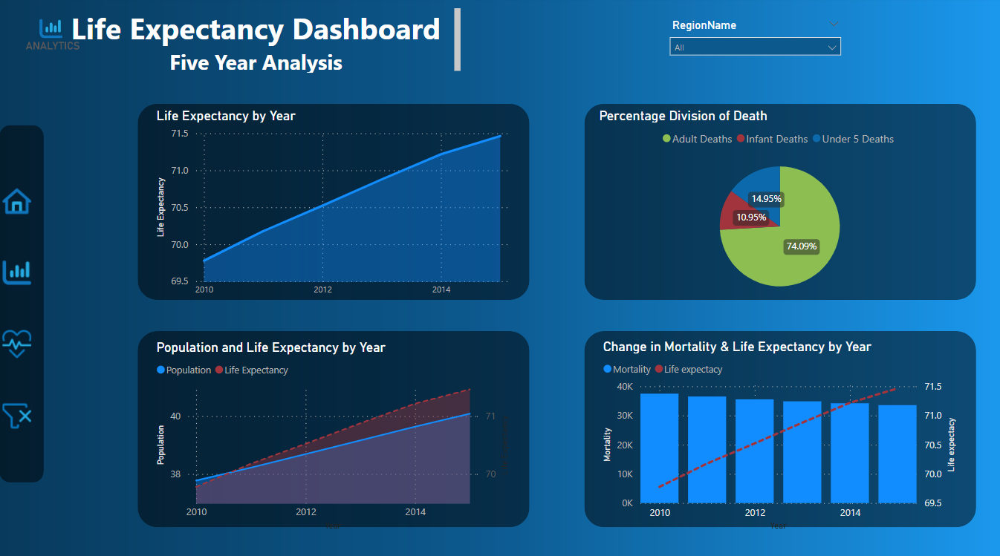 Life Expectancy Dashboard
ANALYTICS
Five Year Analysis
RegionName
All
Life Expectancy by Year
Life Expectancy
71.5
71.0
70.5
70.0
69.5
2010 2012 2014
Percentage Division of Death
Adult Deaths Infant Deaths Under 5 Deaths
14.95%
10.95%
74.09%
Population and Life Expectancy by Year
Population Life Expectancy
Population
40
38
71
70
2010 2012 2014
Year
Change in Mortality & Life Expectancy by Year
Mortality Life expectacy
Mortality
40K
30K
20K
10K
0K
71.5
71.0
70.5
70.0
69.5
Life expectacy
2010 2012 2014
Year